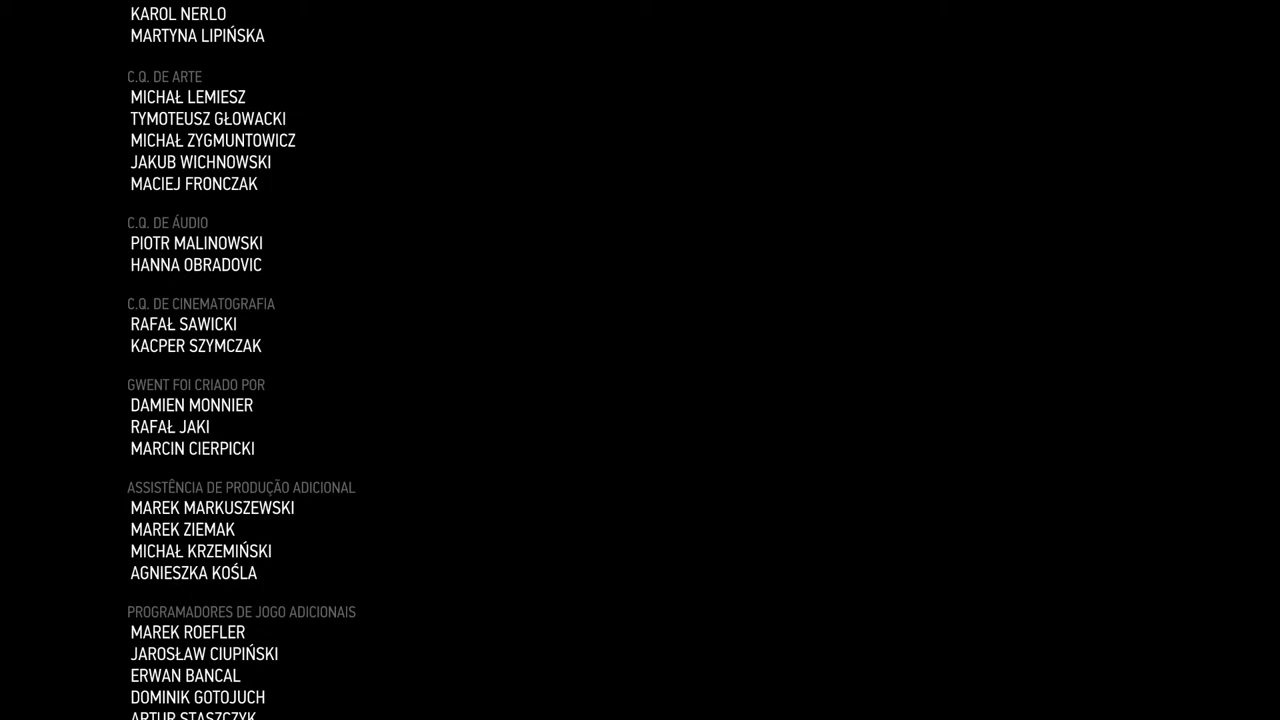 KAROL NERLO
MARTYNA LIPIŃSKA
C.Q. DE ARTE
MICHAŁ LEMIESZ
TYMOTEUSZ GŁOWACKI
MICHAŁ ZYGMUNTOWICZ
JAKUB WICHNOWSKI
MACIEJ FRONCZAK
C.Q. DE ÁUDIO
PIOTR MALINOWSKI
HANNA OBRADOVIC
C.Q. DE CINEMATOGRAFIA
RAFAŁ SAWICKI
KACPER SZYMCZAK
GWENT FOI CRIADO POR
DAMIEN MONNIER
RAFAŁ JAKI
MARCIN CIERPICKI
ASSISTÊNCIA DE PRODUÇÃO ADICIONAL
MAREK MARKUSZEWSKI
MAREK ZIEMAK
MICHAŁ KRZEMIŃSKI
AGNIESZKA KOŚLA
PROGRAMADORES DE JOGO ADICIONAIS
MAREK ROEFLER
JAROSŁAW CIUPIŃSKI
ERWAN BANCAL
DOMINIK GOTOJUCH
ARTUR STASZCZYK